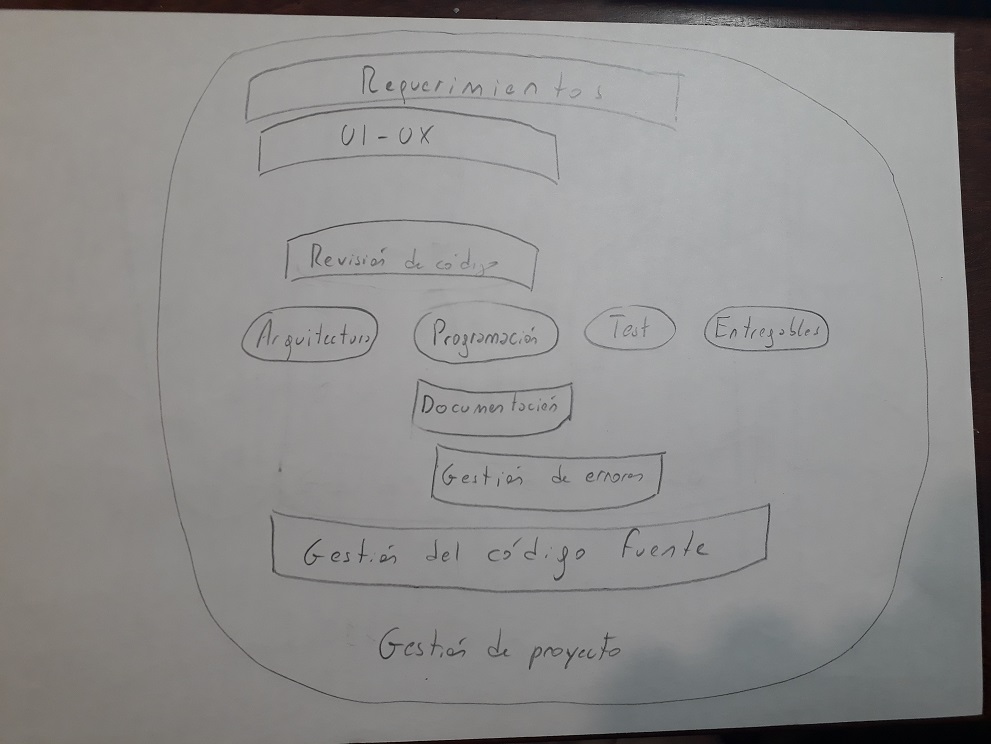 Requerimientos
UI-UX
Revisión de código
Arquitectura
Programación
Test
Entregables
Documentación
Gestión de errores
Gestión del código fuente
Gestión de proyecto